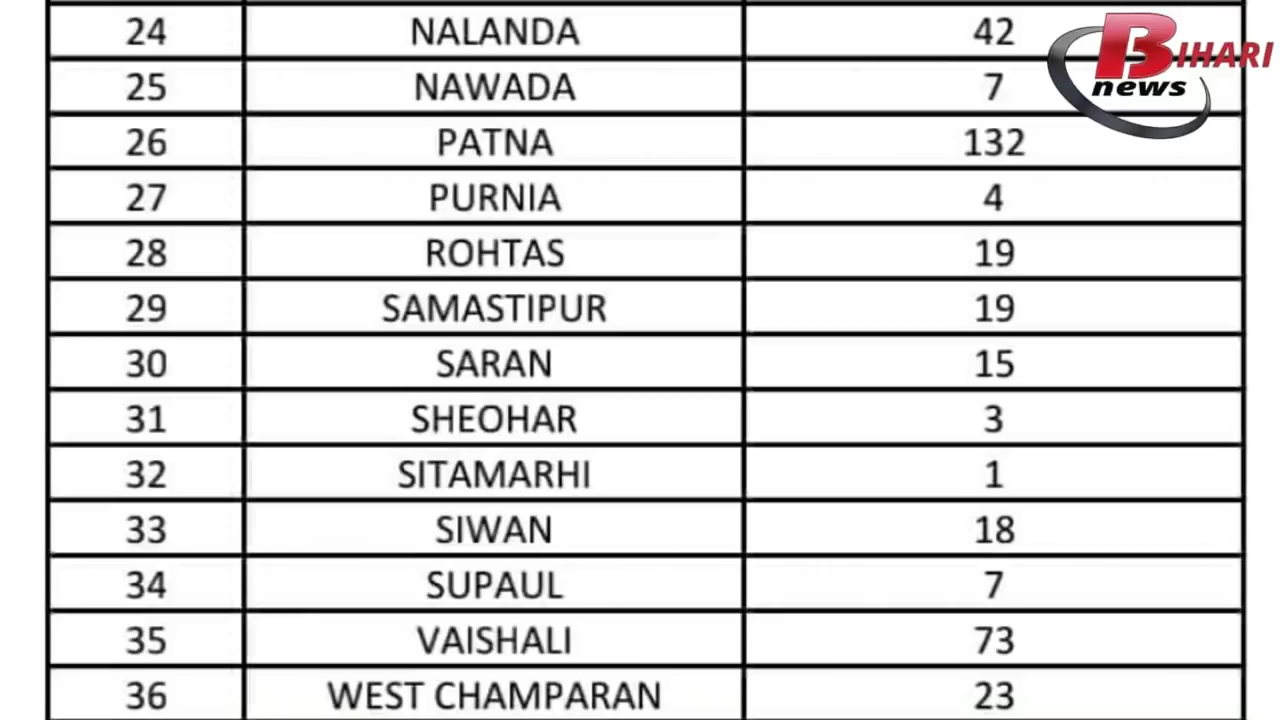 24 NALANDA 42
25 NAWADA 7
26 PATNA 132
27 PURNIA 4
28 ROHTAS 19
29 SAMASTIPUR 19
30 SARAN 15
31 SHEOHAR 3
32 SITAMARHI 1
33 SIWAN 18
34 SUPAUL 7
35 VAISHALI 73
36 WEST CHAMPARAN 23
BIHARI
news